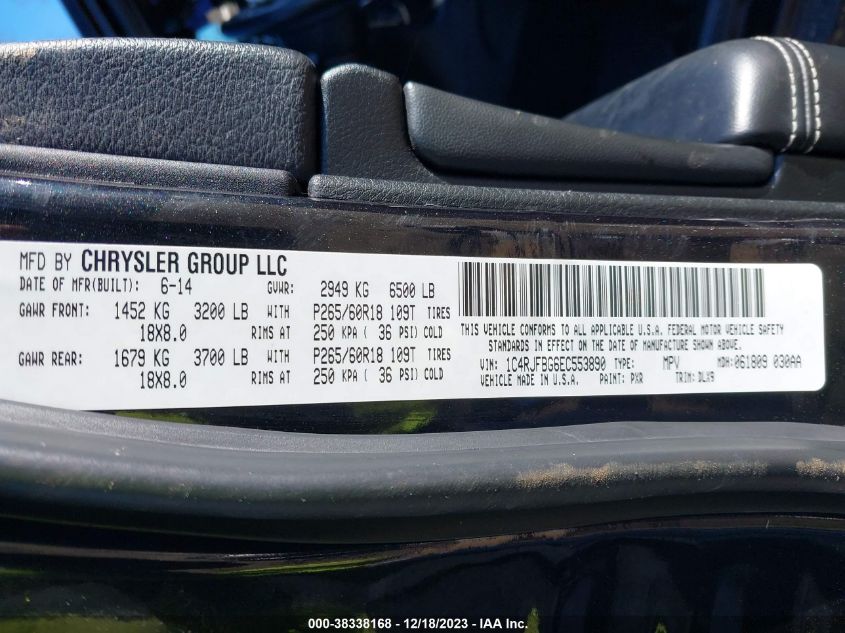 MFD BY CHRYSLER GROUP LLC
DATE OF MFR(BUILT): 6-14 GVWR: 2949 KG 6500 LB
GAWR FRONT: 1452 KG 3200 LB WITH P265/60R18 109T TIRES
18X8.0 RIMS AT 250 KPA ( 36 PSI) COLD
GAWR REAR: 1679 KG 3700 LB WITH P265/60R18 109T TIRES
18X8.0 RIMS AT 250 KPA ( 36 PSI) COLD
THIS VEHICLE CONFORMS TO ALL APPLICABLE U.S.A. FEDERAL MOTOR VEHICLE SAFETY
STANDARDS IN EFFECT ON THE DATE OF MANUFACTURE SHOWN ABOVE.
VIN: 1C4RJFBG6EC553890 TYPE: MPV MDH: 061809 030AA
VEHICLE MADE IN U.S.A. PAINT: PXR TRIM: DLX9
000-38338168 - 12/18/2023 - IAA Inc.